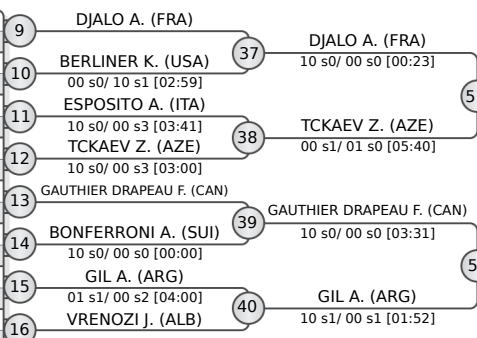 9
DJALO A. (FRA)
10
BERLINER K. (USA)
00 s0/ 10 s1 [02:59]
37
DJALO A. (FRA)
10 s0/ 00 s0 [00:23]
11
ESPOSITO A. (ITA)
10 s0/ 00 s3 [03:41]
12
TCKAEV Z. (AZE)
10 s0/ 00 s3 [03:00]
38
TCKAEV Z. (AZE)
00 s1/ 01 s0 [05:40]
5
13
GAUTHIER DRAPEAU F. (CAN)
14
BONFERRONI A. (SUI)
10 s0/ 00 s0 [00:00]
39
GAUTHIER DRAPEAU F. (CAN)
10 s0/ 00 s0 [03:31]
15
GIL A. (ARG)
01 s1/ 00 s2 [04:00]
16
VRENOZI J. (ALB)
40
GIL A. (ARG)
10 s1/ 00 s1 [01:52]
5